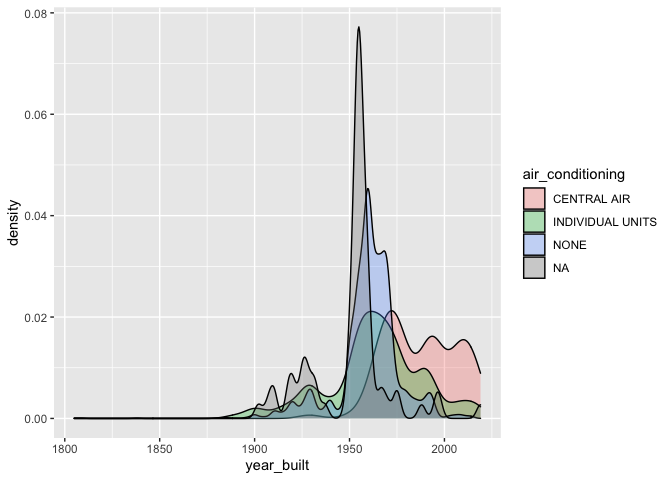 0.08
0.06
0.04
0.02
0.00
density
1800 1850 1900 1950 2000
year_built
air_conditioning
CENTRAL AIR
INDIVIDUAL UNITS
NONE
NA